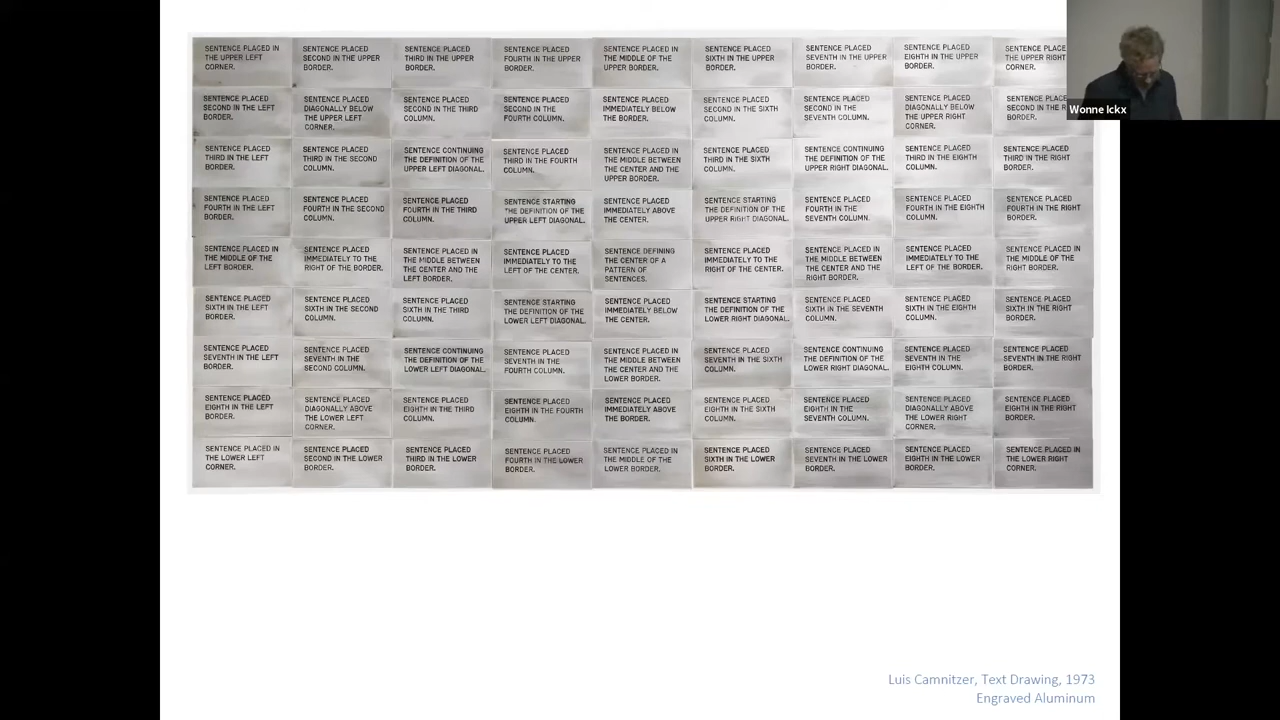 SENTENCE PLACED IN
THE UPPER LEFT
CORNER.
SENTENCE PLACED
SECOND IN THE UPPER
BORDER.
SENTENCE PLACED
THIRD IN THE UPPER
BORDER.
SENTENCE PLACED
FOURTH IN THE UPPER
BORDER.
SENTENCE PLACED IN
THE MIDDLE OF THE
UPPER BORDER.
SENTENCE PLACED
SIXTH IN THE UPPER
BORDER.
SENTENCE PLACED
SEVENTH IN THE UPPER
BORDER.
SENTENCE PLACED
EIGHTH IN THE UPPER
BORDER.
SENTENCE
THE UPPER
CORNER.
SENTENCE PLACED
SECOND IN THE LEFT
BORDER.
SENTENCE PLACED
DIAGONALLY BELOW
THE UPPER LEFT
CORNER.
SENTENCE PLACED
SECOND IN THE THIRD
COLUMN.
SENTENCE PLACED
SECOND IN THE
FOURTH COLUMN.
SENTENCE PLACED
IMMEDIATELY BELOW
THE BORDER.
SENTENCE PLACED
SECOND IN THE SIXTH
COLUMN.
SENTENCE PLACED
SECOND IN THE
SEVENTH COLUMN.
SENTENCE PLACED
DIAGONALLY BELOW
THE UPPER RIGHT
CORNER.
SENTENCE
SECOND IN THE
BORDER.
SENTENCE PLACED
THIRD IN THE LEFT
BORDER.
SENTENCE PLACED
THIRD IN THE SECOND
COLUMN.
SENTENCE CONTINUING
THE DEFINITION OF THE
UPPER LEFT DIAGONAL.
SENTENCE PLACED
THIRD IN THE FOURTH
COLUMN.
SENTENCE PLACED IN
THE MIDDLE BETWEEN
THE CENTER AND THE
UPPER BORDER.
SENTENCE PLACED
THIRD IN THE SIXTH
COLUMN.
SENTENCE CONTINUING
THE DEFINITION OF THE
UPPER RIGHT DIAGONAL.
SENTENCE PLACED
THIRD IN THE EIGHTH
COLUMN.
SENTENCE PLACED
THIRD IN THE RIGHT
BORDER.
SENTENCE PLACED
FOURTH IN THE LEFT
BORDER.
SENTENCE PLACED
FOURTH IN THE SECOND
COLUMN.
SENTENCE PLACED
FOURTH IN THE THIRD
COLUMN.
SENTENCE STARTING
THE DEFINITION OF THE
UPPER LEFT DIAGONAL.
SENTENCE PLACED
IMMEDIATELY ABOVE
THE CENTER.
SENTENCE STARTING
THE DEFINITION OF THE
UPPER RIGHT DIAGONAL.
SENTENCE PLACED
FOURTH IN THE
SEVENTH COLUMN.
SENTENCE PLACED
FOURTH IN THE EIGHTH
COLUMN.
SENTENCE PLACED
FOURTH IN THE RIGHT
BORDER.
SENTENCE PLACED IN
THE MIDDLE OF THE
LEFT BORDER.
SENTENCE PLACED
IMMEDIATELY TO THE
RIGHT OF THE BORDER.
SENTENCE PLACED IN
THE MIDDLE BETWEEN
THE CENTER AND THE
LEFT BORDER.
SENTENCE PLACED
IMMEDIATELY TO THE
LEFT OF THE CENTER.
SENTENCE DEFINING
THE CENTER OF A
PATTERN OF
SENTENCES.
SENTENCE PLACED
IMMEDIATELY TO THE
RIGHT OF THE CENTER.
SENTENCE PLACED IN
THE MIDDLE BETWEEN
THE CENTER AND THE
RIGHT BORDER.
SENTENCE PLACED
IMMEDIATELY TO THE
LEFT OF THE BORDER.
SENTENCE PLACED IN
THE MIDDLE OF THE
RIGHT BORDER.
SENTENCE PLACED
SIXTH IN THE LEFT
BORDER.
SENTENCE PLACED
SIXTH IN THE SECOND
COLUMN.
SENTENCE PLACED
SIXTH IN THE THIRD
COLUMN.
SENTENCE STARTING
THE DEFINITION OF THE
LOWER LEFT DIAGONAL.
SENTENCE PLACED
IMMEDIATELY BELOW
THE CENTER.
SENTENCE STARTING
THE DEFINITION OF THE
LOWER RIGHT DIAGONAL.
SENTENCE PLACED
SIXTH IN THE SEVENTH
COLUMN.
SENTENCE PLACED
SIXTH IN THE EIGHTH
COLUMN.
SENTENCE PLACED
SIXTH IN THE RIGHT
BORDER.
SENTENCE PLACED
SEVENTH IN THE LEFT
BORDER.
SENTENCE PLACED
SEVENTH IN THE
SECOND COLUMN.
SENTENCE CONTINUING
THE DEFINITION OF THE
LOWER LEFT DIAGONAL.
SENTENCE PLACED
SEVENTH IN THE
FOURTH COLUMN.
SENTENCE PLACED IN
THE MIDDLE BETWEEN
THE CENTER AND THE
LOWER BORDER.
SENTENCE PLACED
SEVENTH IN THE SIXTH
COLUMN.
SENTENCE CONTINUING
THE DEFINITION OF THE
LOWER RIGHT DIAGONAL.
SENTENCE PLACED
SEVENTH IN THE
EIGHTH COLUMN.
SENTENCE PLACED
SEVENTH IN THE RIGHT
BORDER.
SENTENCE PLACED
EIGHTH IN THE LEFT
BORDER.
SENTENCE PLACED
DIAGONALLY ABOVE
THE LOWER LEFT
CORNER.
SENTENCE PLACED
EIGHTH IN THE THIRD
COLUMN.
SENTENCE PLACED
EIGHTH IN THE FOURTH
COLUMN.
SENTENCE PLACED
IMMEDIATELY ABOVE
THE BORDER.
SENTENCE PLACED
EIGHTH IN THE SIXTH
COLUMN.
SENTENCE PLACED
EIGHTH IN THE
SEVENTH COLUMN.
SENTENCE PLACED
DIAGONALLY ABOVE
THE LOWER RIGHT
CORNER.
SENTENCE PLACED
EIGHTH IN THE RIGHT
BORDER.
SENTENCE PLACED IN
THE LOWER LEFT
CORNER.
SENTENCE PLACED
SECOND IN THE LOWER
BORDER.
SENTENCE PLACED
THIRD IN THE LOWER
BORDER.
SENTENCE PLACED
FOURTH IN THE LOWER
BORDER.
SENTENCE PLACED IN
THE MIDDLE OF THE
LOWER BORDER.
SENTENCE PLACED
SIXTH IN THE LOWER
BORDER.
SENTENCE PLACED
SEVENTH IN THE LOWER
BORDER.
SENTENCE PLACED
EIGHTH IN THE LOWER
BORDER.
SENTENCE PLACED IN
THE LOWER RIGHT
CORNER.
Wonne Ickx
Luis Camnitzer, Text Drawing, 1973
Engraved Aluminum